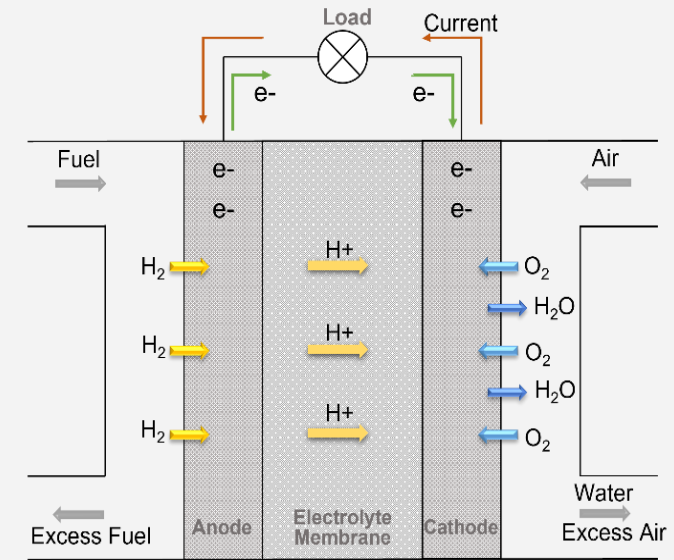 Load
Current
e-
e-
Fuel
e-
e-
Air
e-
e-
H+
H₂
O₂
H₂O
H+
H₂
O₂
H₂O
H+
H₂
O₂
Water
Excess Fuel
Anode
Electrolyte
Membrane
Cathode
Excess Air